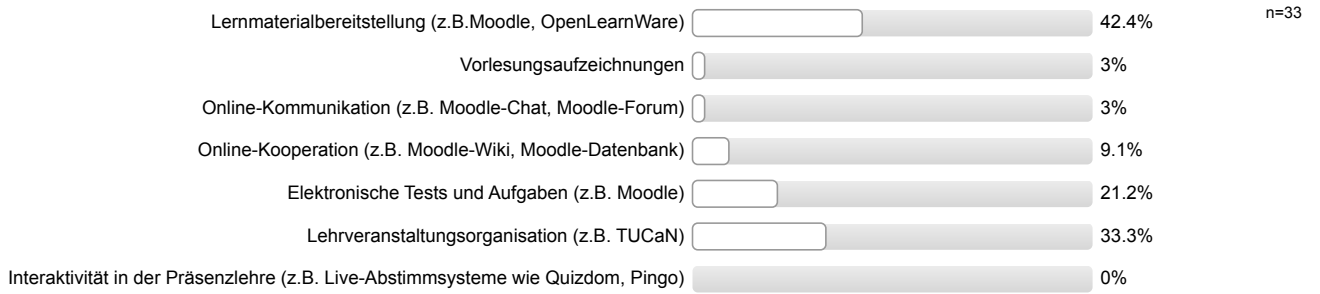 Lernmaterialbereitstellung (z.B.Moodle, OpenLearnWare) 42.4% n=33
Vorlesungsaufzeichnungen 3%
Online-Kommunikation (z.B. Moodle-Chat, Moodle-Forum) 3%
Online-Kooperation (z.B. Moodle-Wiki, Moodle-Datenbank) 9.1%
Elektronische Tests und Aufgaben (z.B. Moodle) 21.2%
Lehrveranstaltungsorganisation (z.B. TUCaN) 33.3%
Interaktivität in der Präsenzlehre (z.B. Live-Abstimmsysteme wie Quizdom, Pingo) 0%